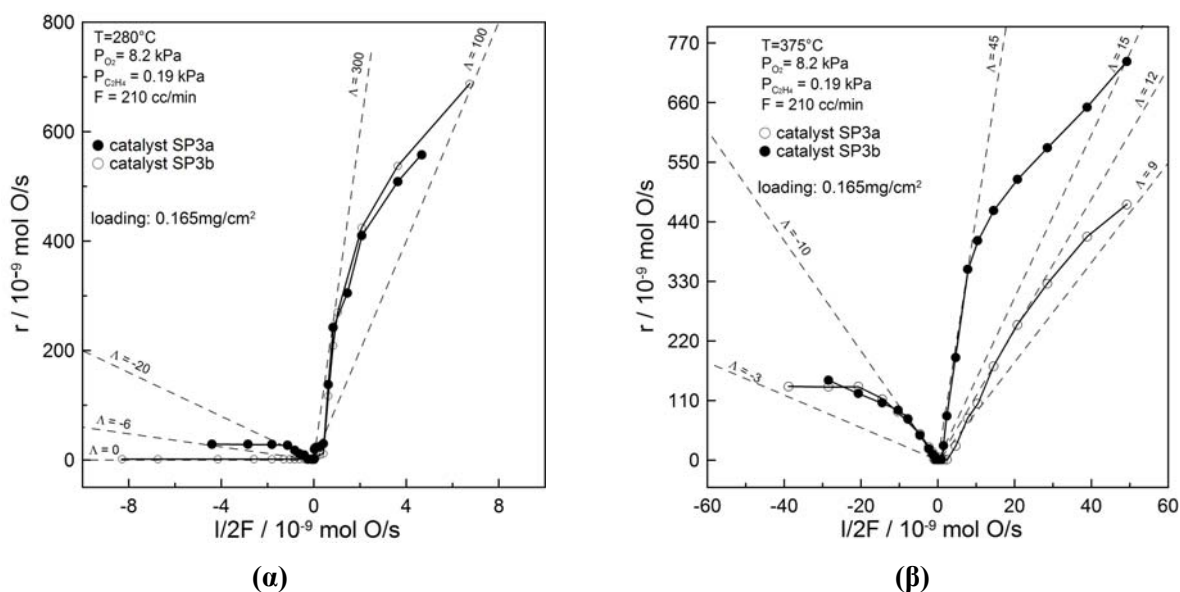 T=280°C
P_O₂ = 8.2 kPa
P_C₂H₄ = 0.19 kPa
F = 210 cc/min
catalyst SP3a
catalyst SP3b
loading: 0.165mg/cm²
Λ = 300
Λ = 100
Λ = -20
Λ = -6
Λ = 0
800
600
400
200
0
r / 10⁻⁹ mol O/s
-8 -4 0 4 8
I/2F / 10⁻⁹ mol O/s
(α)
T=375°C
P_O₂ = 8.2 kPa
P_C₂H₄ = 0.19 kPa
F = 210 cc/min
catalyst SP3a
catalyst SP3b
loading: 0.165mg/cm²
Λ = 45
Λ = 15
Λ = 12
Λ = 9
Λ = -10
Λ = -3
770
660
550
440
330
220
110
0
r / 10⁻⁹ mol O/s
-60 -40 -20 0 20 40 60
I/2F / 10⁻⁹ mol O/s
(β)